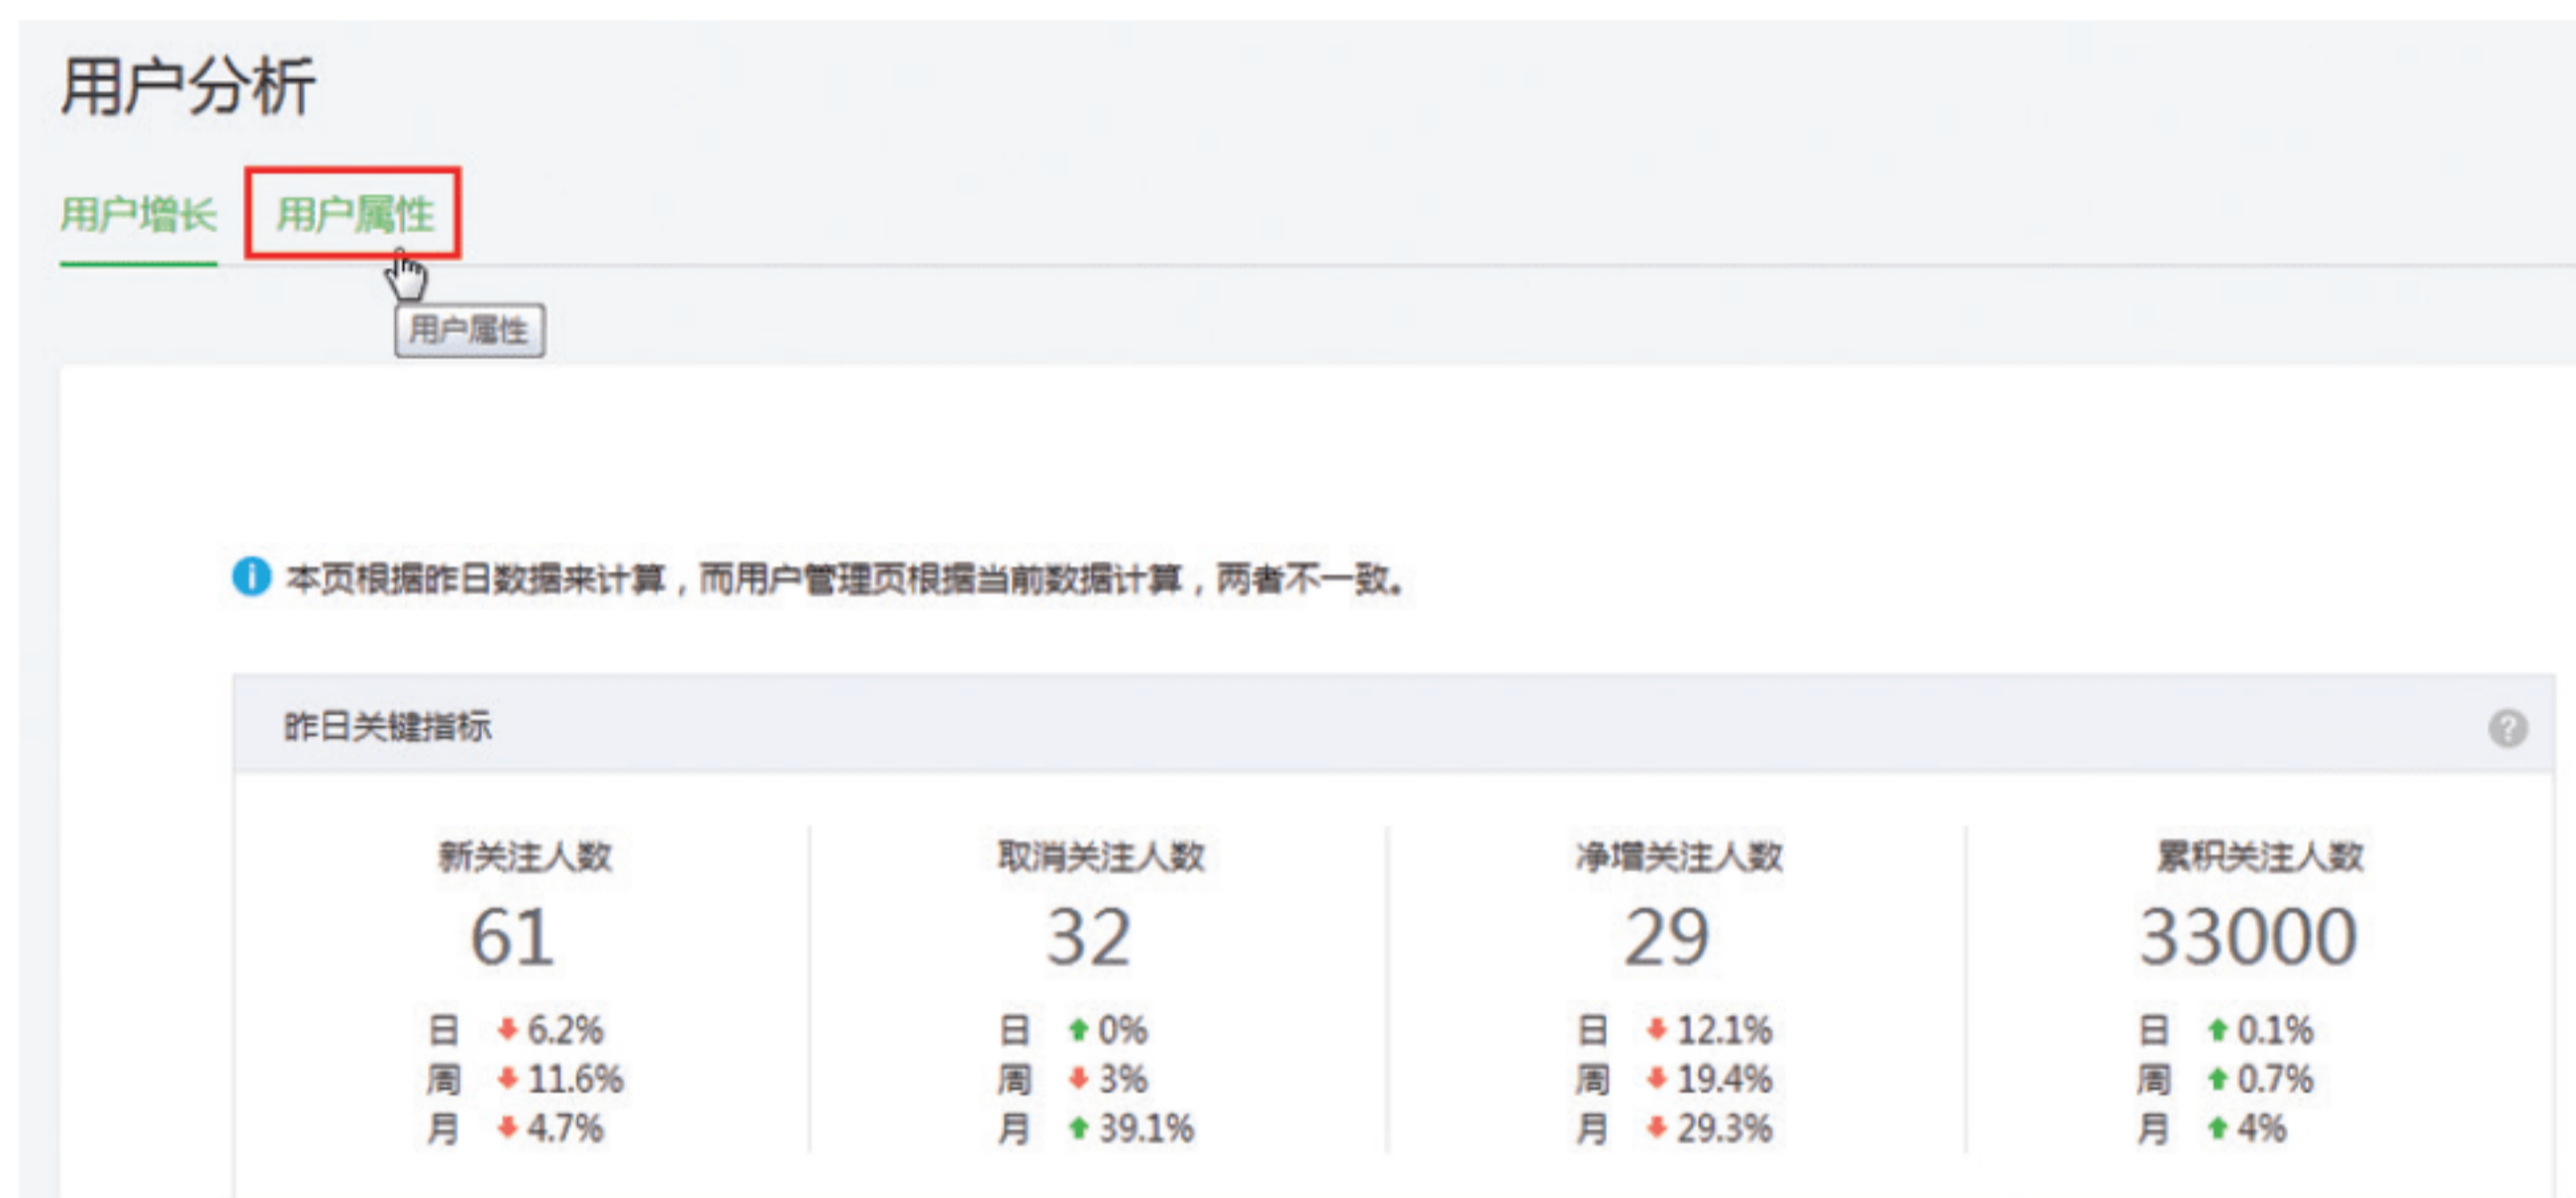 用户分析
用户增长 用户属性
用户属性
本页根据昨日数据来计算，而用户管理页根据当前数据计算，两者不一致。
昨日关键指标 ?
新关注人数 取消关注人数 净增关注人数 累积关注人数
61 32 29 33000
日 6.2% 日 0% 日 12.1% 日 0.1%
周 11.6% 周 3% 周 19.4% 周 0.7%
月 4.7% 月 39.1% 月 29.3% 月 4%